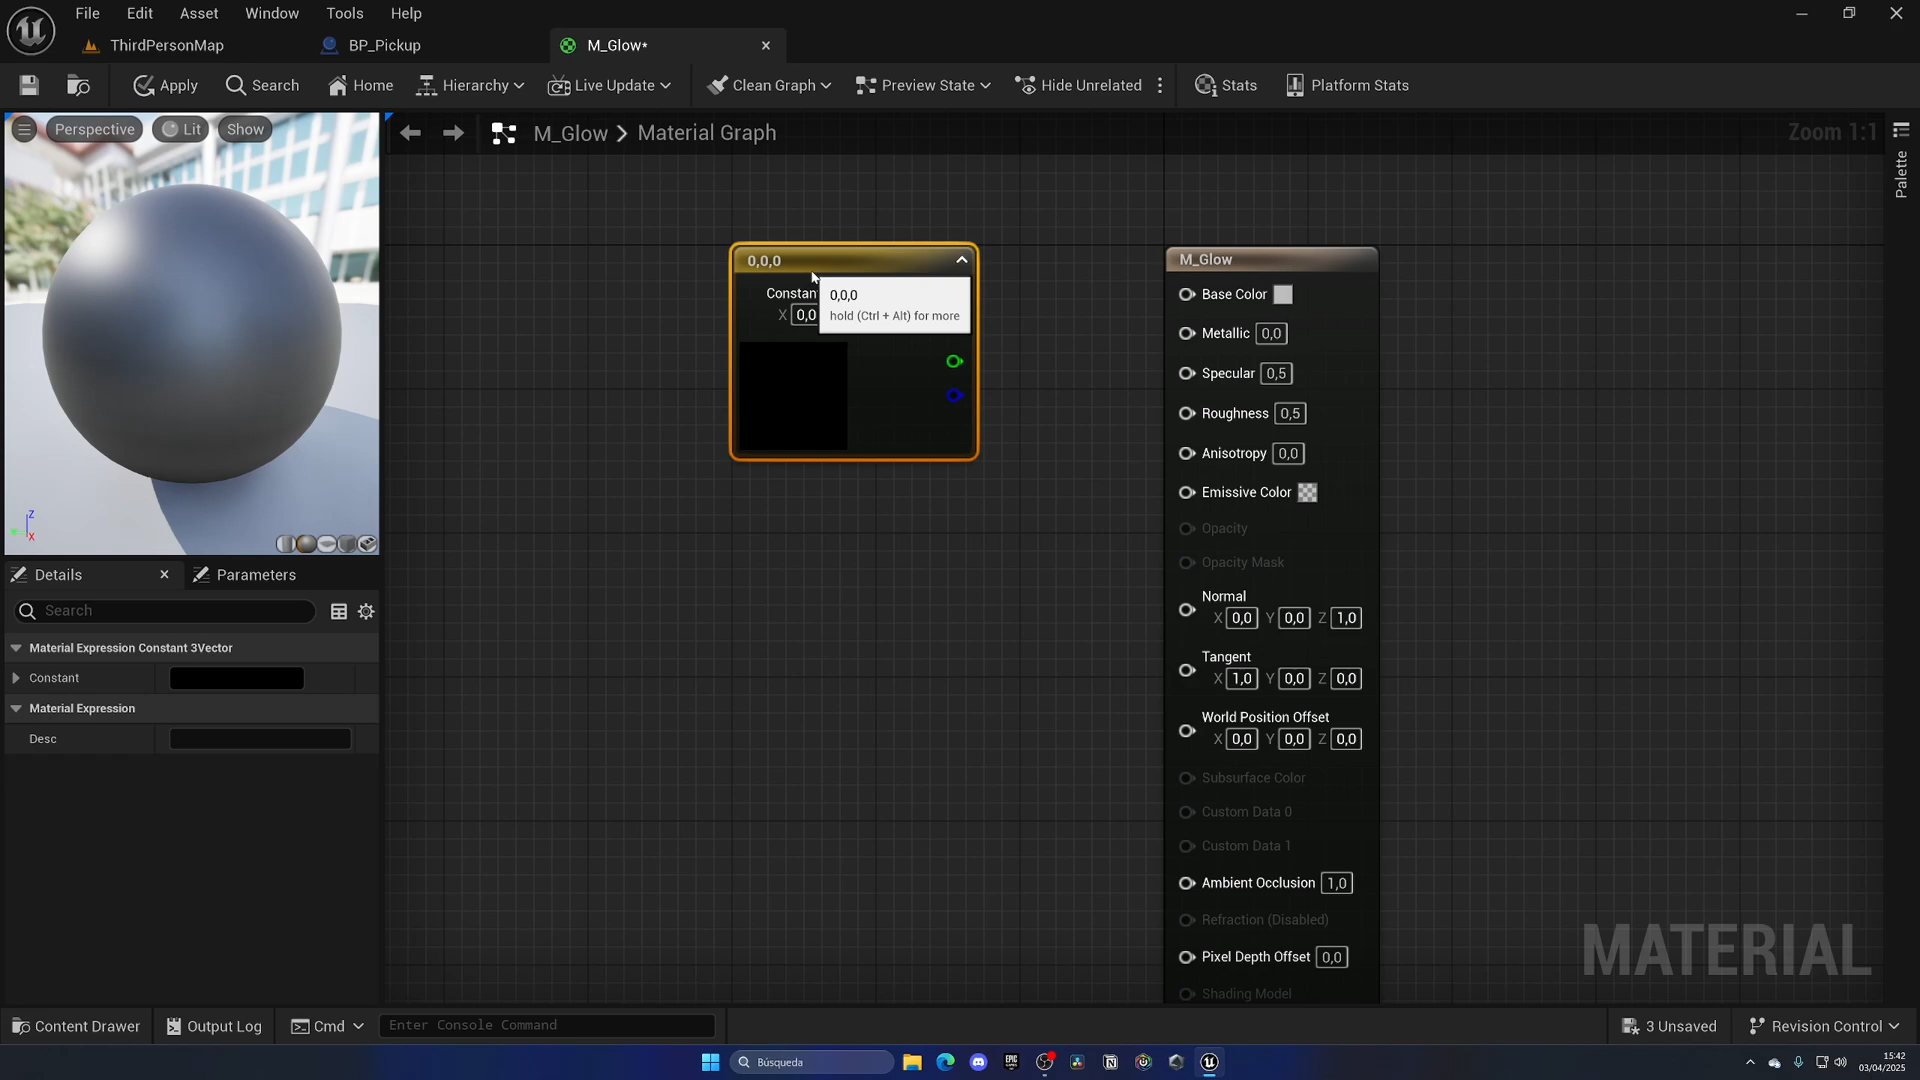 File Edit Asset Window Tools Help
ThirdPersonMap BP_Pickup M_Glow*
Apply Search Home Hierarchy Live Update Clean Graph Preview State Hide Unrelated Stats Platform Stats
Perspective Lit Show
M_Glow Material Graph
Zoom 1:1
Palette
0,0,0
Constan
X 0,0
0,0,0
hold (Ctrl + Alt) for more
M_Glow
Base Color
Metallic 0,0
Specular 0,5
Roughness 0,5
Anisotropy 0,0
Emissive Color
Opacity
Opacity Mask
Normal
X 0,0 Y 0,0 Z 1,0
Tangent
X 1,0 Y 0,0 Z 0,0
World Position Offset
X 0,0 Y 0,0 Z 0,0
Subsurface Color
Custom Data 0
Custom Data 1
Ambient Occlusion 1,0
Refraction (Disabled)
Pixel Depth Offset 0,0
Shading Model
Z
X
Details Parameters
Search
Material Expression Constant 3Vector
Constant
Material Expression
Desc
MATERIAL
Content Drawer Output Log Cmd Enter Console Command 3 Unsaved Revision Control
Búsqueda
EPIC GAMES
15:42
03/04/2025